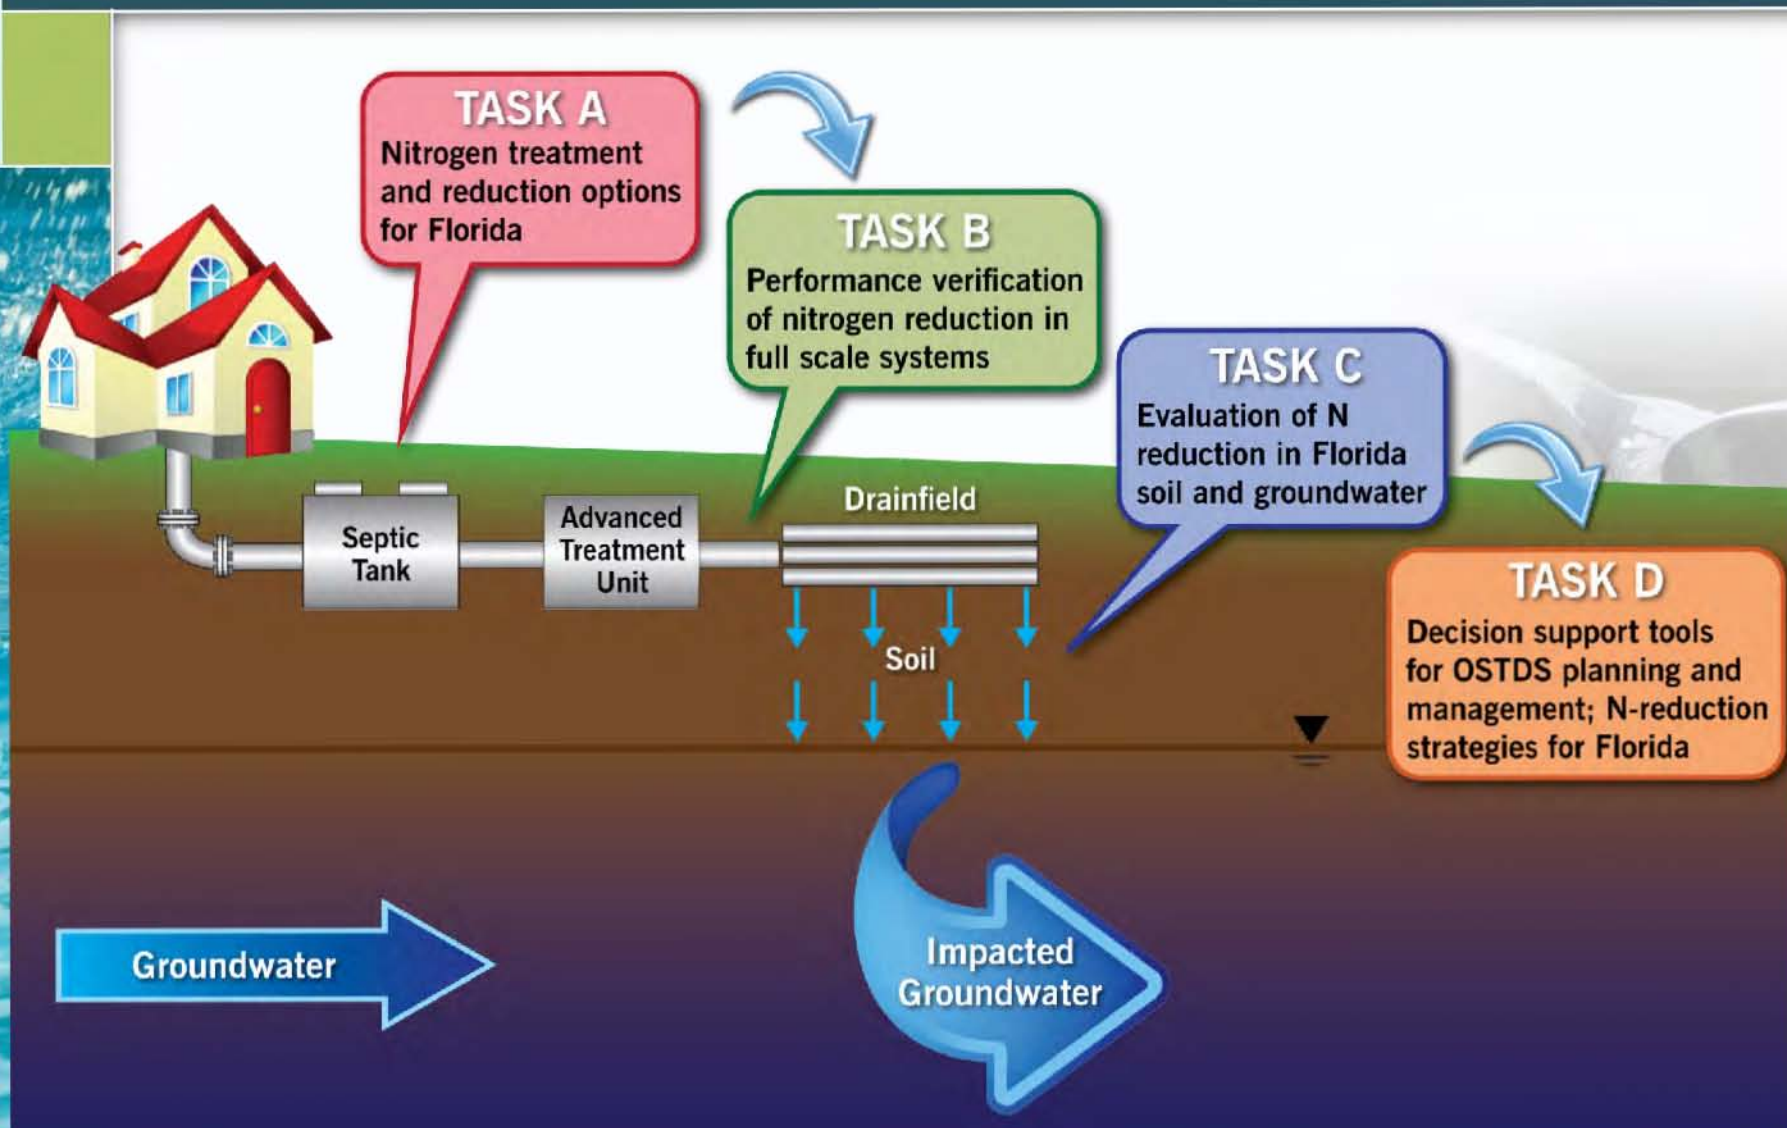 TASK A
Nitrogen treatment
and reduction options
for Florida
TASK B
Performance verification
of nitrogen reduction in
full scale systems
TASK C
Evaluation of N
reduction in Florida
soil and groundwater
TASK D
Decision support tools
for OSTDS planning and
management; N-reduction
strategies for Florida
Septic
Tank
Advanced
Treatment
Unit
Drainfield
Soil
Groundwater
Impacted
Groundwater